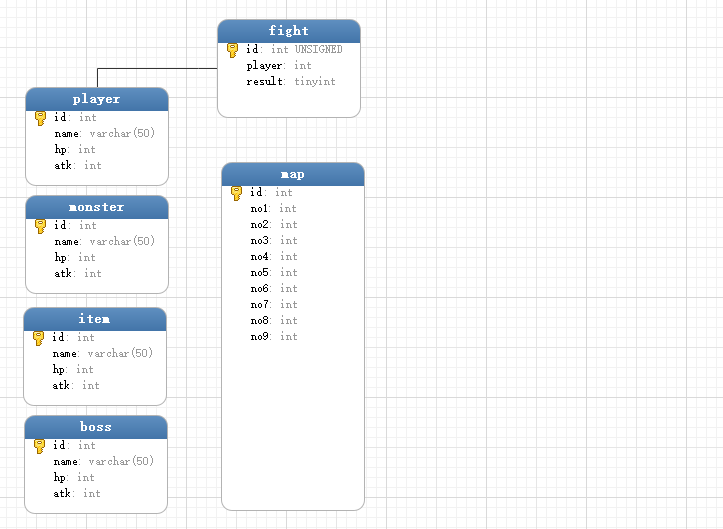 fight
id: int UNSIGNED
player: int
result: tinyint
player
id: int
name: varchar(50)
hp: int
atk: int
monster
id: int
name: varchar(50)
hp: int
atk: int
item
id: int
name: varchar(50)
hp: int
atk: int
boss
id: int
name: varchar(50)
hp: int
atk: int
map
id: int
no1: int
no2: int
no3: int
no4: int
no5: int
no6: int
no7: int
no8: int
no9: int